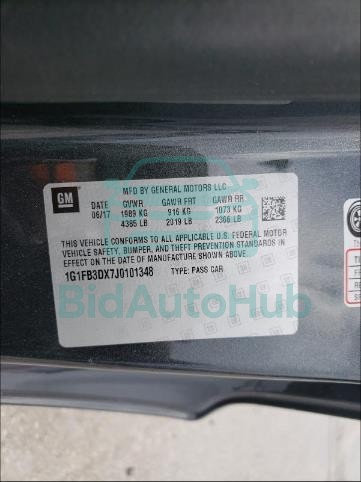 GM
MFD BY GENERAL MOTORS LLC
DATE GVWR GAWR FRT GAWR RR
06/17 1989 KG 916 KG 1073 KG
4385 LB 2019 LB 2366 LB
THIS VEHICLE CONFORMS TO ALL APPLICABLE U.S. FEDERAL MOTOR
VEHICLE SAFETY, BUMPER, AND THEFT PREVENTION STANDARDS IN
EFFECT ON THE DATE OF MANUFACTURE SHOWN ABOVE.
1G1FB3DX7J0101348 TYPE: PASS CAR
BidAutoHub